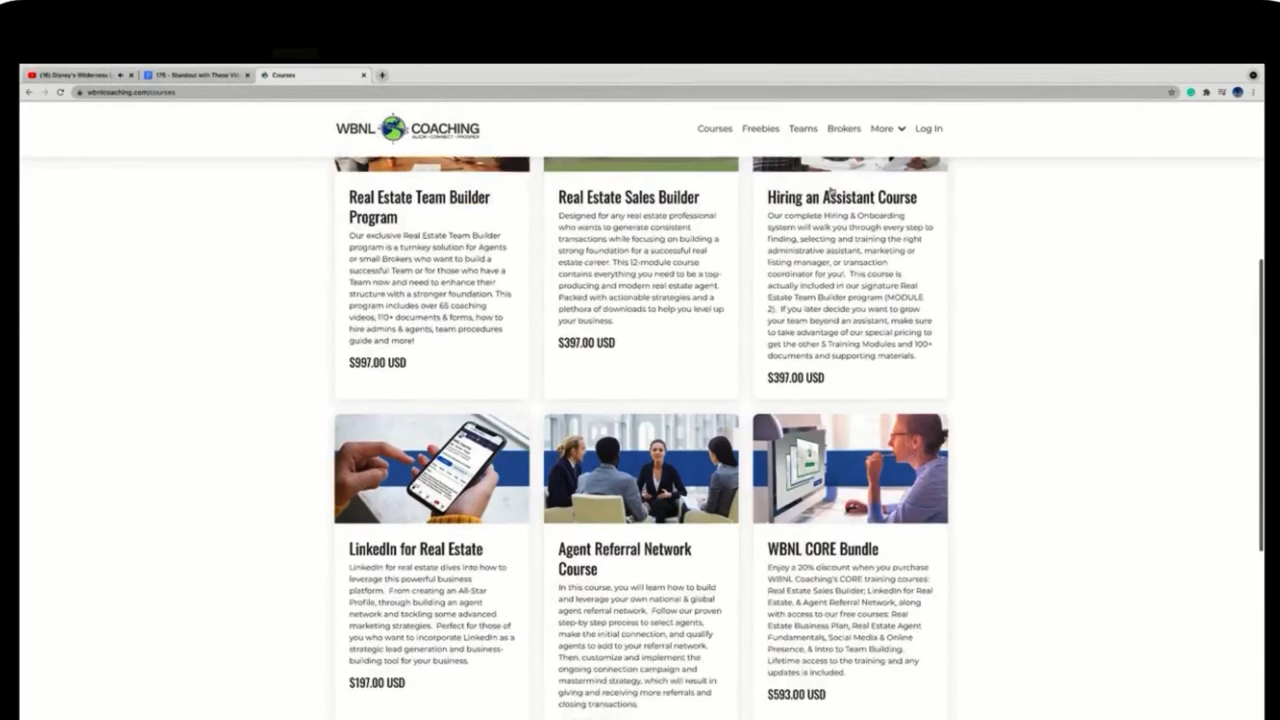 (16) Disney's Wilderness L
175 - Standout with These Vid
Courses
wbnlcoaching.com/courses
WBNL COACHING
ALIGN • CONNECT • PROSPER
Courses Freebies Teams Brokers More Log In
Real Estate Team Builder
Program
Our exclusive Real Estate Team Builder
program is a turnkey solution for Agents
or small Brokers who want to build a
successful Team or for those who have a
Team now and need to enhance their
structure with a stronger foundation. This
program includes over 65 coaching
videos, 110+ documents & forms, how to
hire admins & agents, team procedures
guide and more!
$997.00 USD
Real Estate Sales Builder
Designed for any real estate professional
who wants to generate consistent
transactions while focusing on building a
strong foundation for a successful real
estate career. This 12-module course
contains everything you need to be a top-
producing and modern real estate agent.
Packed with actionable strategies and a
plethora of downloads to help you level up
your business.
$397.00 USD
Hiring an Assistant Course
Our complete Hiring & Onboarding
system will walk you through every step to
finding, selecting and training the right
administrative assistant, marketing or
listing manager, or transaction
coordinator for you!. This course is
actually included in our signature Real
Estate Team Builder program (MODULE
2). If you later decide you want to grow
your team beyond an assistant, make sure
to take advantage of our special pricing to
get the other 5 Training Modules and 100+
documents and supporting materials.
$397.00 USD
LinkedIn for Real Estate
LinkedIn for real estate dives into how to
leverage this powerful business
platform. From creating an All-Star
Profile, through building an agent
network and tackling some advanced
marketing strategies. Perfect for those of
you who want to incorporate LinkedIn as a
strategic lead generation and business-
building tool for your business.
$197.00 USD
Agent Referral Network
Course
In this course, you will learn how to build
and leverage your own national & global
agent referral network. Follow our proven
step-by step process to select agents,
make the initial connection, and qualify
agents to add to your referral network.
Then, customize and implement the
ongoing connection campaign and
mastermind strategy, which will result in
giving and receiving more referrals and
closing transactions.
WBNL CORE Bundle
Enjoy a 20% discount when you purchase
WBNL Coaching's CORE training courses:
Real Estate Sales Builder; LinkedIn for Real
Estate, & Agent Referral Network, along
with access to our free courses: Real
Estate Business Plan, Real Estate Agent
Fundamentals, Social Media & Online
Presence, & Intro to Team Building.
Lifetime access to the training and any
updates is included.
$593.00 USD